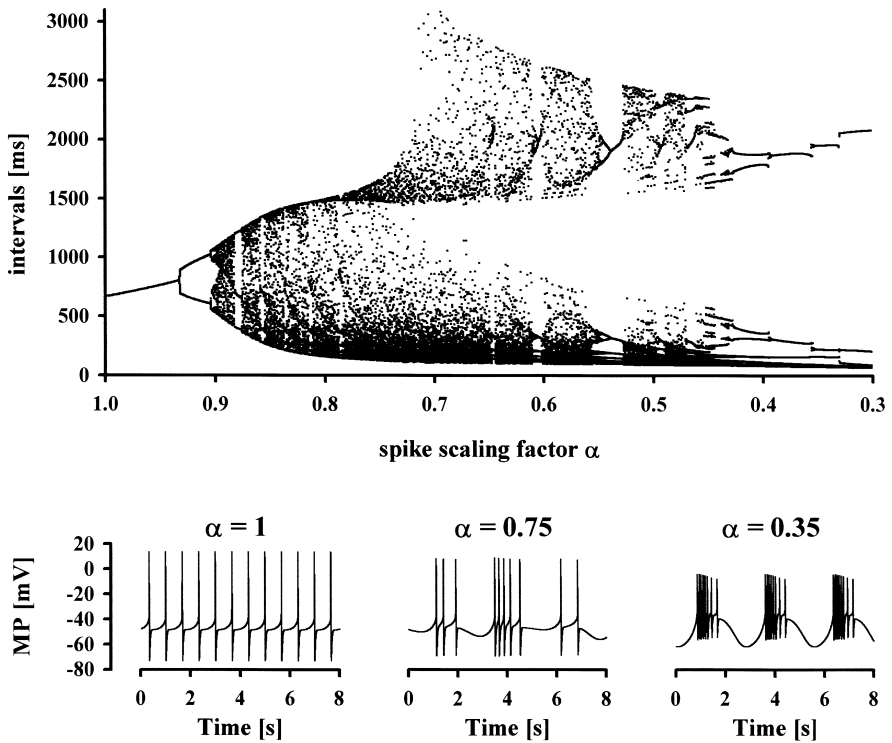 3000
2500
2000
1500
1000
500
0
intervals [ms]
1.0 0.9 0.8 0.7 0.6 0.5 0.4 0.3
spike scaling factor α
α = 1 α = 0.75 α = 0.35
20
0
-20
-40
-60
-80
MP [mV]
0 2 4 6 8 0 2 4 6 8 0 2 4 6 8
Time [s] Time [s] Time [s]